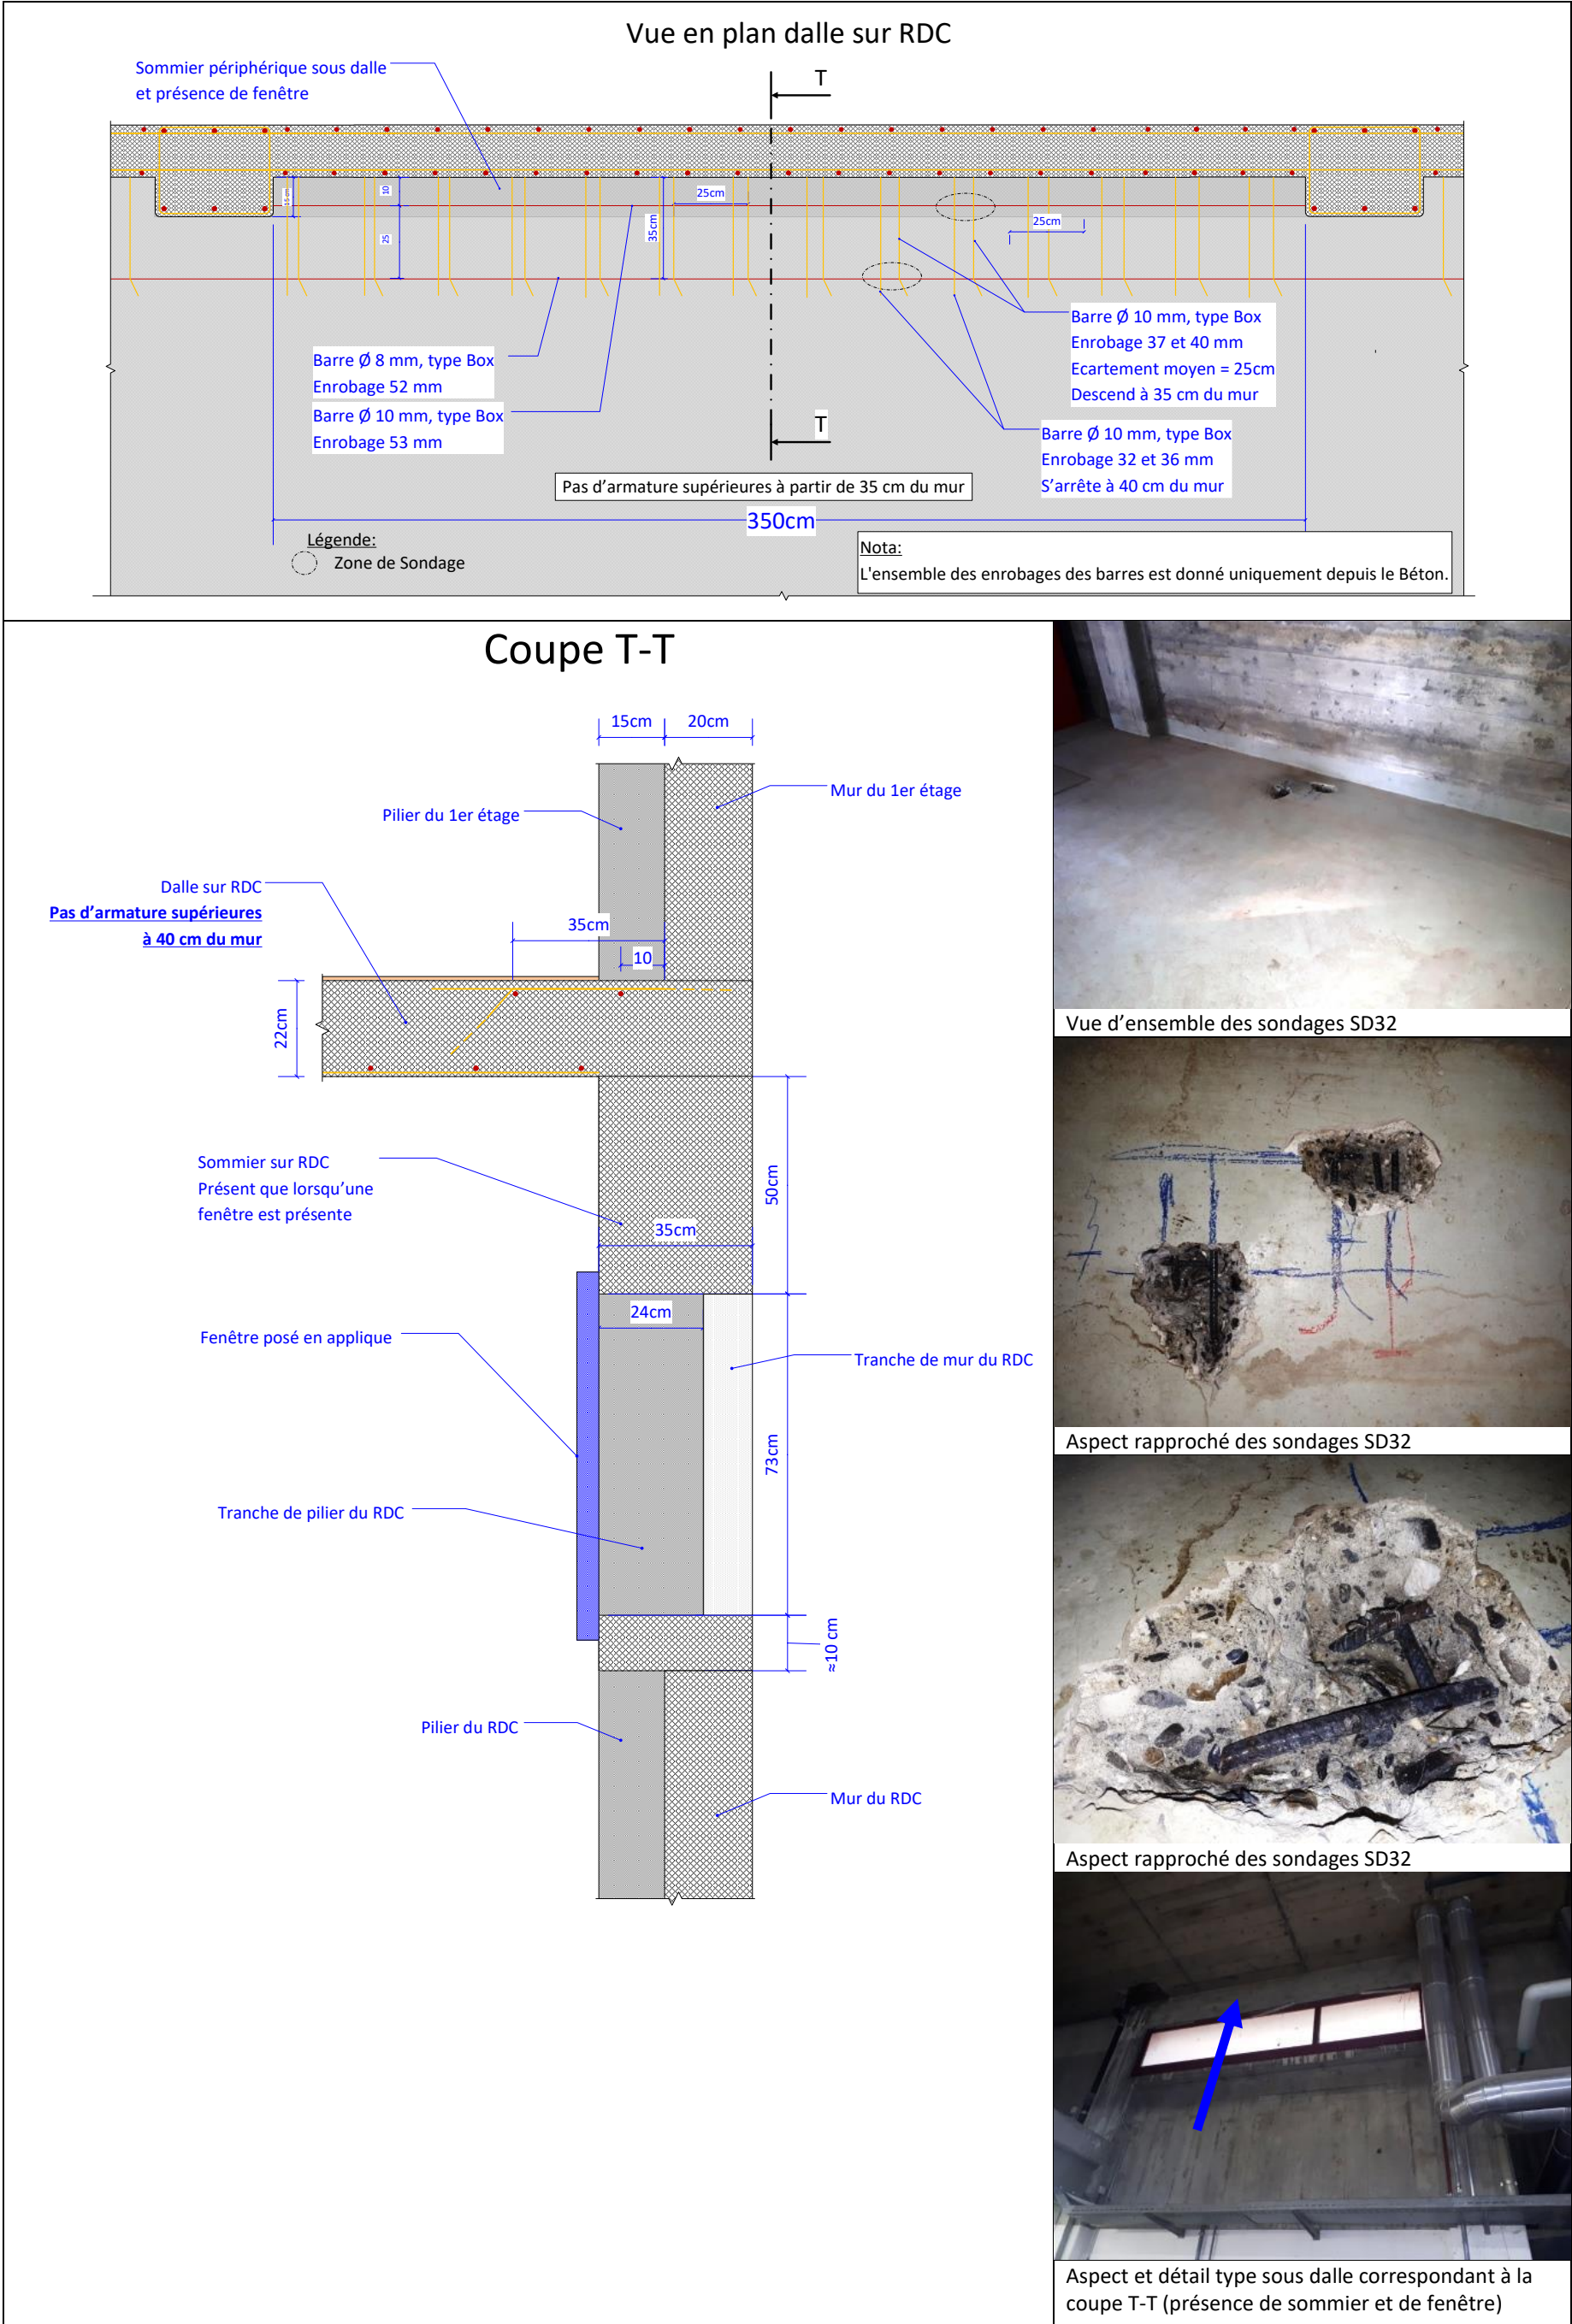 Vue en plan dalle sur RDC
Sommier périphérique sous dalle
et présence de fenêtre
T
15 cm
10
25
35cm
25cm
25cm
Barre Ø 8 mm, type Box
Enrobage 52 mm
Barre Ø 10 mm, type Box
Enrobage 53 mm
T
Barre Ø 10 mm, type Box
Enrobage 37 et 40 mm
Ecartement moyen = 25cm
Descend à 35 cm du mur
Barre Ø 10 mm, type Box
Enrobage 32 et 36 mm
S’arrête à 40 cm du mur
Pas d’armature supérieures à partir de 35 cm du mur
350cm
Légende:
Zone de Sondage
Nota:
L'ensemble des enrobages des barres est donné uniquement depuis le Béton.
Coupe T-T
15cm
20cm
Mur du 1er étage
Pilier du 1er étage
Dalle sur RDC
Pas d’armature supérieures
à 40 cm du mur
35cm
10
22cm
Sommier sur RDC
Présent que lorsqu’une
fenêtre est présente
50cm
35cm
24cm
Fenêtre posé en applique
Tranche de mur du RDC
73cm
Tranche de pilier du RDC
≈10 cm
Pilier du RDC
Mur du RDC
Vue d’ensemble des sondages SD32
Aspect rapproché des sondages SD32
Aspect rapproché des sondages SD32
Aspect et détail type sous dalle correspondant à la
coupe T-T (présence de sommier et de fenêtre)